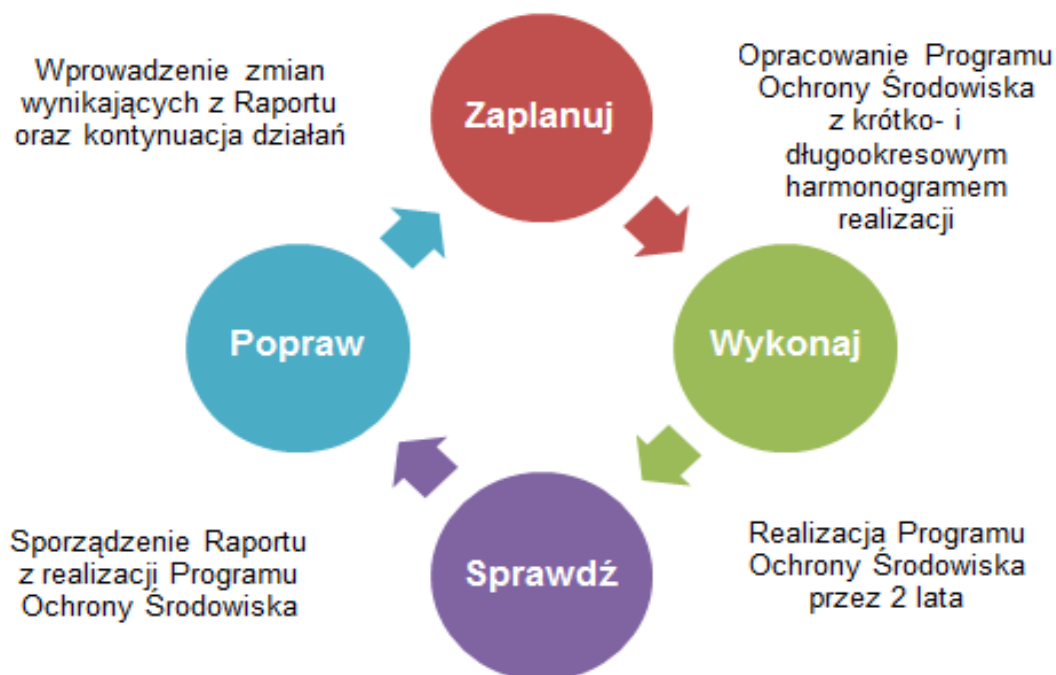 Zaplanuj
Opracowanie Programu
Ochrony Środowiska
z krótko- i
długookresowym
harmonogramem
realizacji
Wykonaj
Realizacja Programu
Ochrony Środowiska
przez 2 lata
Sprawdź
Sporządzenie Raportu
z realizacji Programu
Ochrony Środowiska
Popraw
Wprowadzenie zmian
wynikających z Raportu
oraz kontynuacja działań